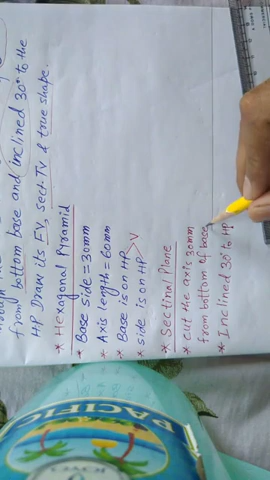 from bottom base and inclined 30° to the
HP Draw its FV, sect TV & true shape.
* Hexagonal Pyramid
* Base side = 30mm
* Axis length = 60mm
* Base is on HP
* side is on HP > V
* Sectinal Plane
* cut the axis 30mm
from bottom of base
* Inclined 30° to HP
PACIFIC